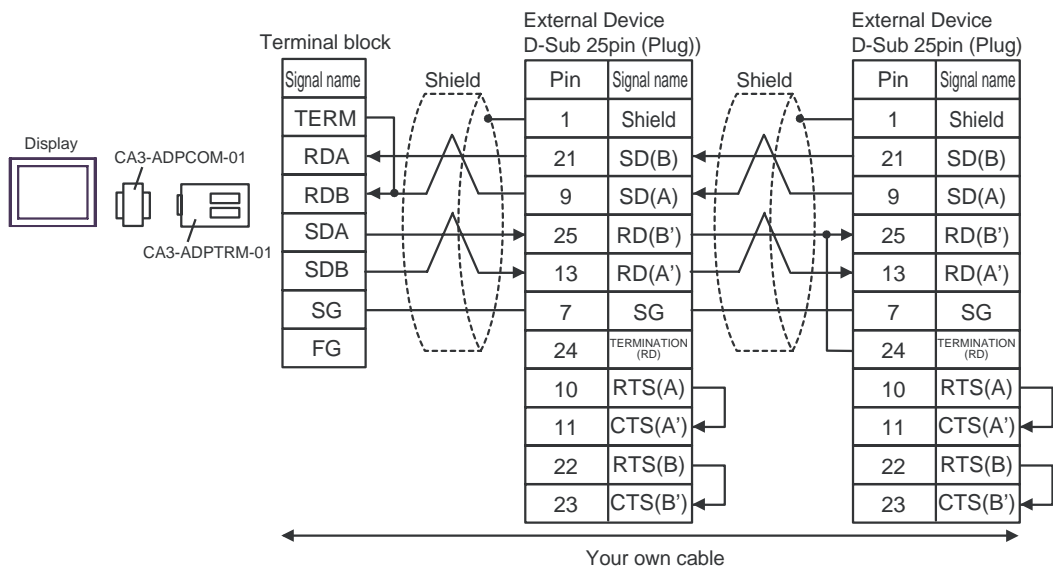 Display
CA3-ADPCOM-01
CA3-ADPTRM-01
Terminal block
Signal name
TERM
RDA
RDB
SDA
SDB
SG
FG
Shield
External Device
D-Sub 25pin (Plug))
Pin Signal name
1 Shield
21 SD(B)
9 SD(A)
25 RD(B')
13 RD(A')
7 SG
24 TERMINATION (RD)
10 RTS(A)
11 CTS(A')
22 RTS(B)
23 CTS(B')
Shield
External Device
D-Sub 25pin (Plug)
Pin Signal name
1 Shield
21 SD(B)
9 SD(A)
25 RD(B')
13 RD(A')
7 SG
24 TERMINATION (RD)
10 RTS(A)
11 CTS(A')
22 RTS(B)
23 CTS(B')
Your own cable